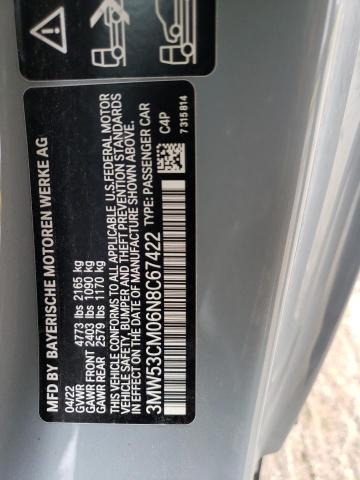 MFD BY BAYERISCHE MOTOREN WERKE AG
04/22
GVWR 4773 lbs 2165 kg
GAWR FRONT 2403 lbs 1090 kg
GAWR REAR 2579 lbs 1170 kg
THIS VEHICLE CONFORMS TO ALL APPLICABLE U.S. FEDERAL MOTOR
VEHICLE SAFETY, BUMPER AND THEFT PREVENTION STANDARDS
IN EFFECT ON THE DATE OF MANUFACTURE SHOWN ABOVE.
3MW53CM06N8C67422 TYPE: PASSENGER CAR
C4P
7 315 814